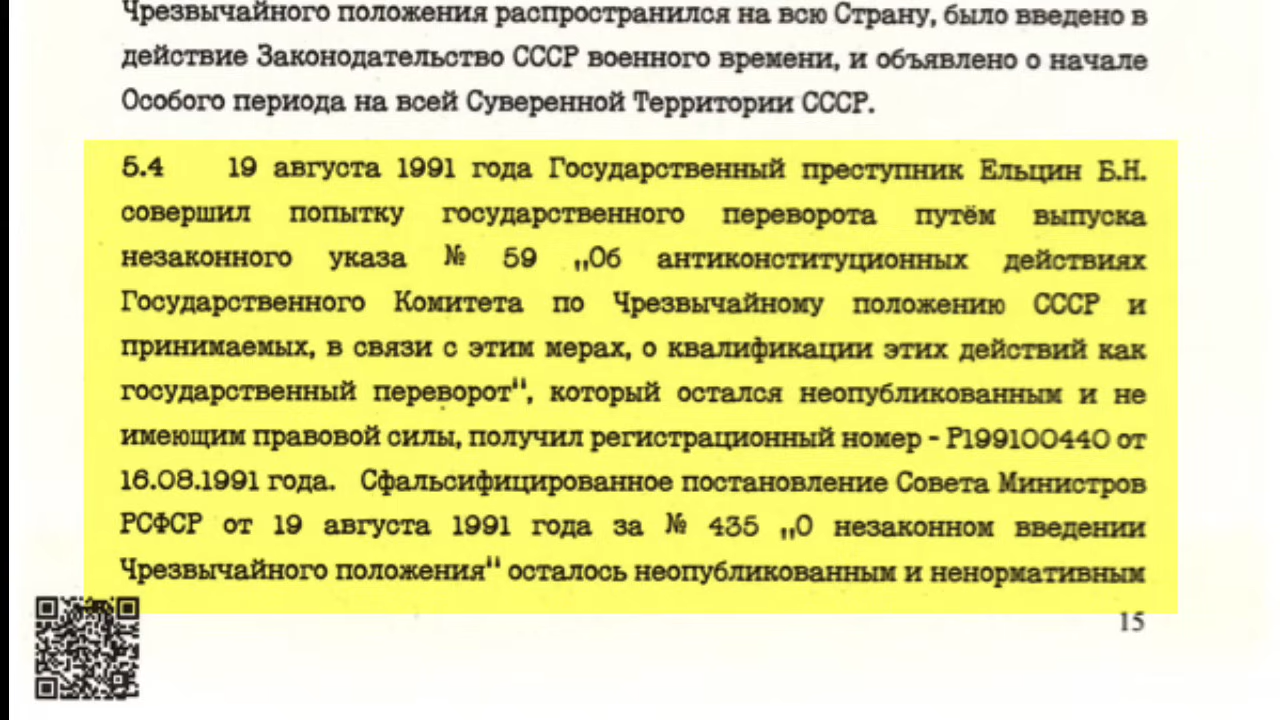 Чрезвычайного положения распространился на всю Страну, было введено в
действие Законодательство СССР военного времени, и объявлено о начале
Особого периода на всей Суверенной Территории СССР.
5.4 19 августа 1991 года Государственный преступник Ельцин Б.Н.
совершил попытку государственного переворота путём выпуска
незаконного указа № 59 „Об антиконституционных действиях
Государственного Комитета по Чрезвычайному положению СССР и
принимаемых, в связи с этим мерах, о квалификации этих действий как
государственный переворот", который остался неопубликованным и не
имеющим правовой силы, получил регистрационный номер - Р199100440 от
16.08.1991 года. Сфальсифицированное постановление Совета Министров
РСФСР от 19 августа 1991 года за № 435 „О незаконном введении
Чрезвычайного положения" осталось неопубликованным и ненормативным
15